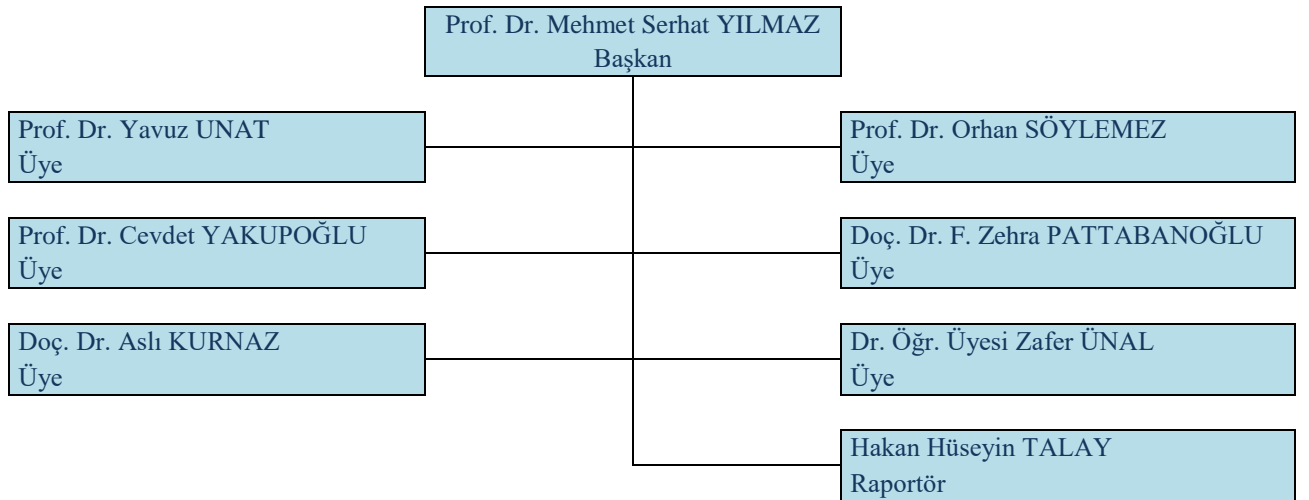 Prof. Dr. Mehmet Serhat YILMAZ
Başkan
Prof. Dr. Yavuz UNAT
Üye
Prof. Dr. Orhan SÖYLEMEZ
Üye
Prof. Dr. Cevdet YAKUPOĞLU
Üye
Doç. Dr. F. Zehra PATTABANOĞLU
Üye
Doç. Dr. Aslı KURNAZ
Üye
Dr. Öğr. Üyesi Zafer ÜNAL
Üye
Hakan Hüseyin TALAY
Raportör